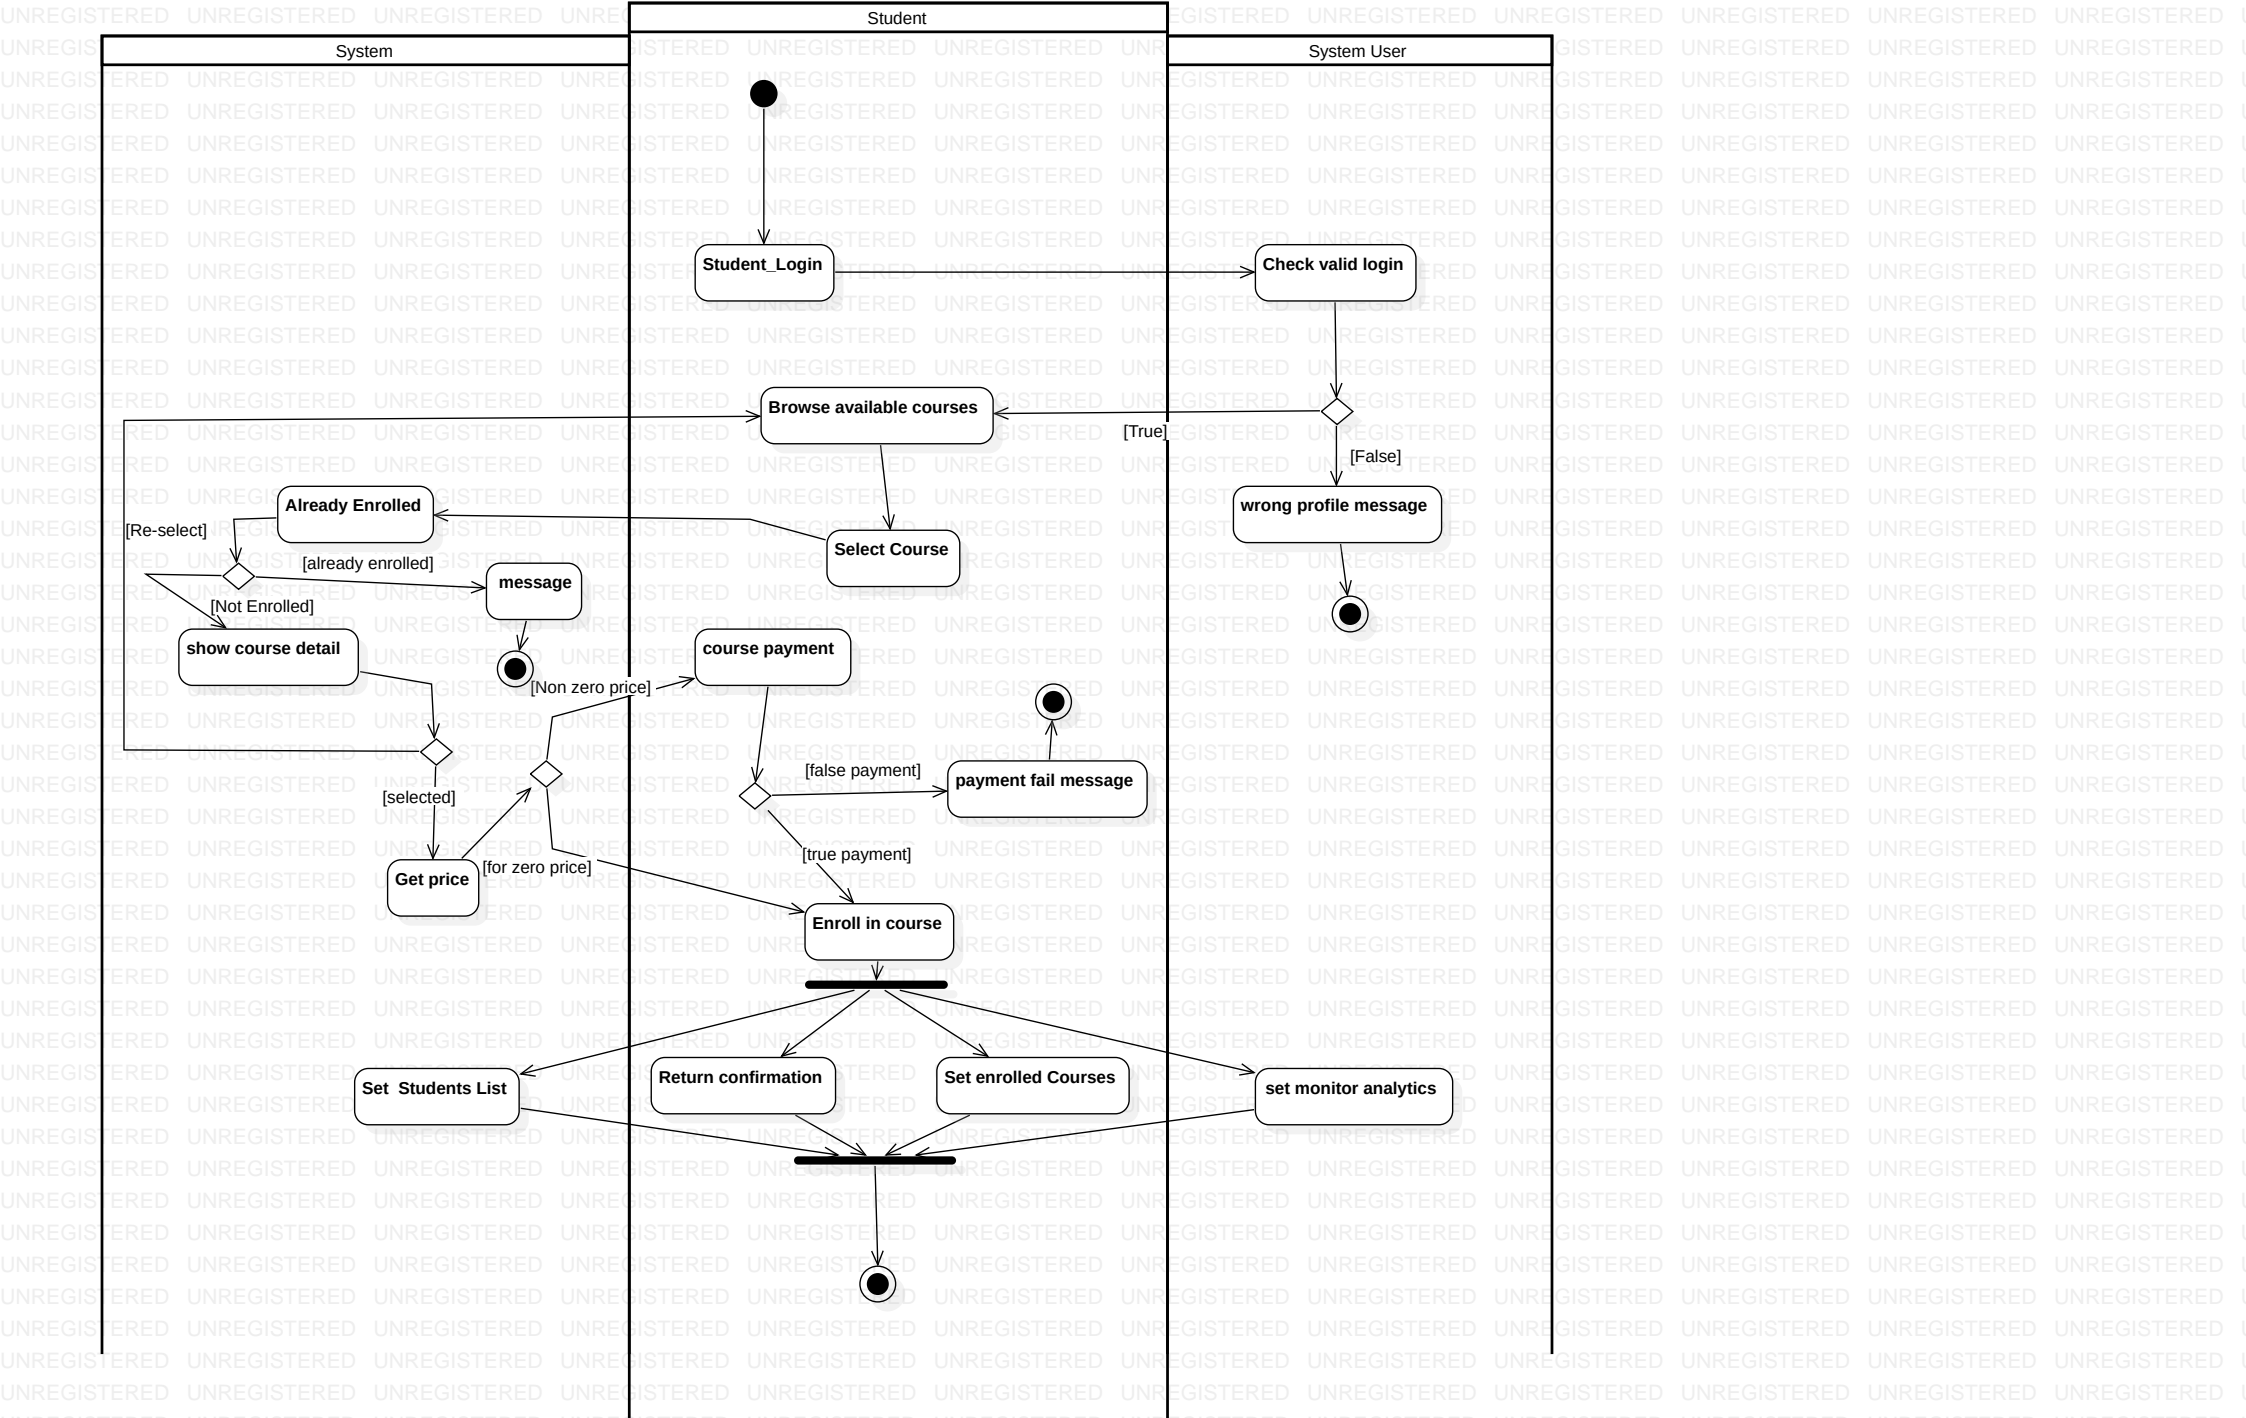 Student
System
System User
Student_Login
Check valid login
Browse available courses
[True]
[False]
Already Enrolled
wrong profile message
[Re-select]
Select Course
[already enrolled]
message
[Not Enrolled]
show course detail
course payment
[Non zero price]
[false payment]
payment fail message
[selected]
[true payment]
[for zero price]
Get price
Enroll in course
Set  Students List
Return confirmation
Set enrolled Courses
set monitor analytics
UNREGISTERED